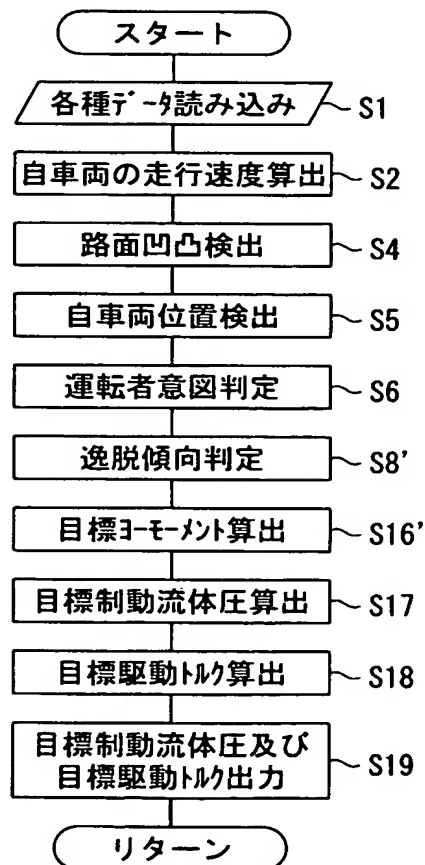 スタート
各種データ読み込み ~S1
自車両の走行速度算出 ~S2
路面凹凸検出 ~S4
自車両位置検出 ~S5
運転者意図判定 ~S6
逸脱傾向判定 ~S8'
目標ヨーモーメント算出 ~S16'
目標制動流体圧算出 ~S17
目標駆動トルク算出 ~S18
目標制動流体圧及び
目標駆動トルク出力 ~S19
リターン